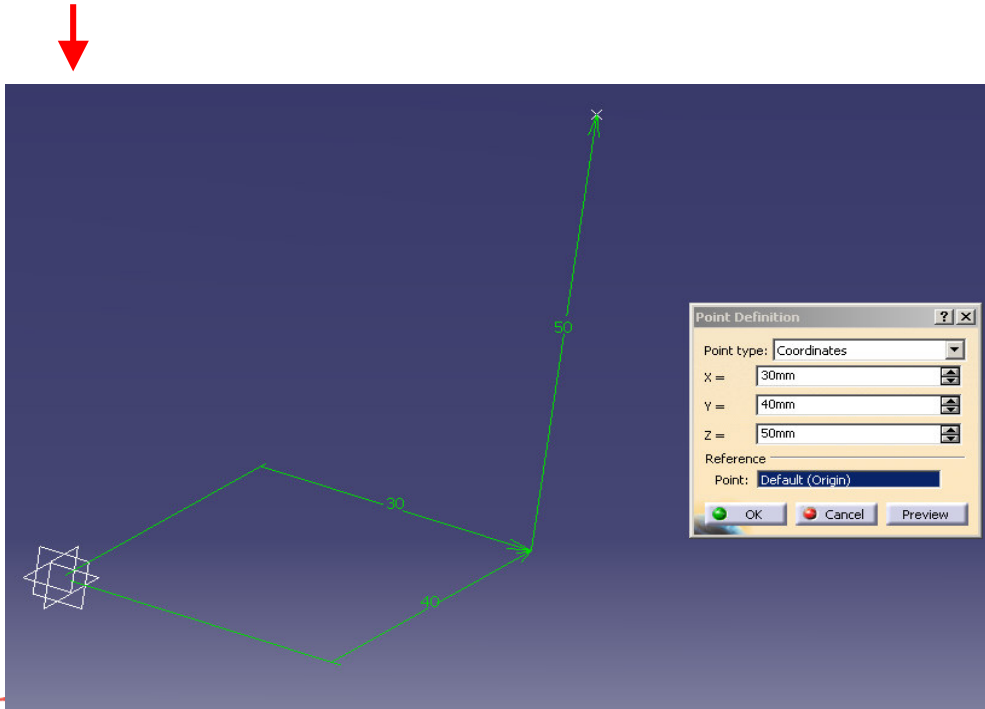 50
30
40
Point Definition ? X
Point type: Coordinates
X = 30mm
Y = 40mm
Z = 50mm
Reference
Point: Default (Origin)
OK Cancel Preview